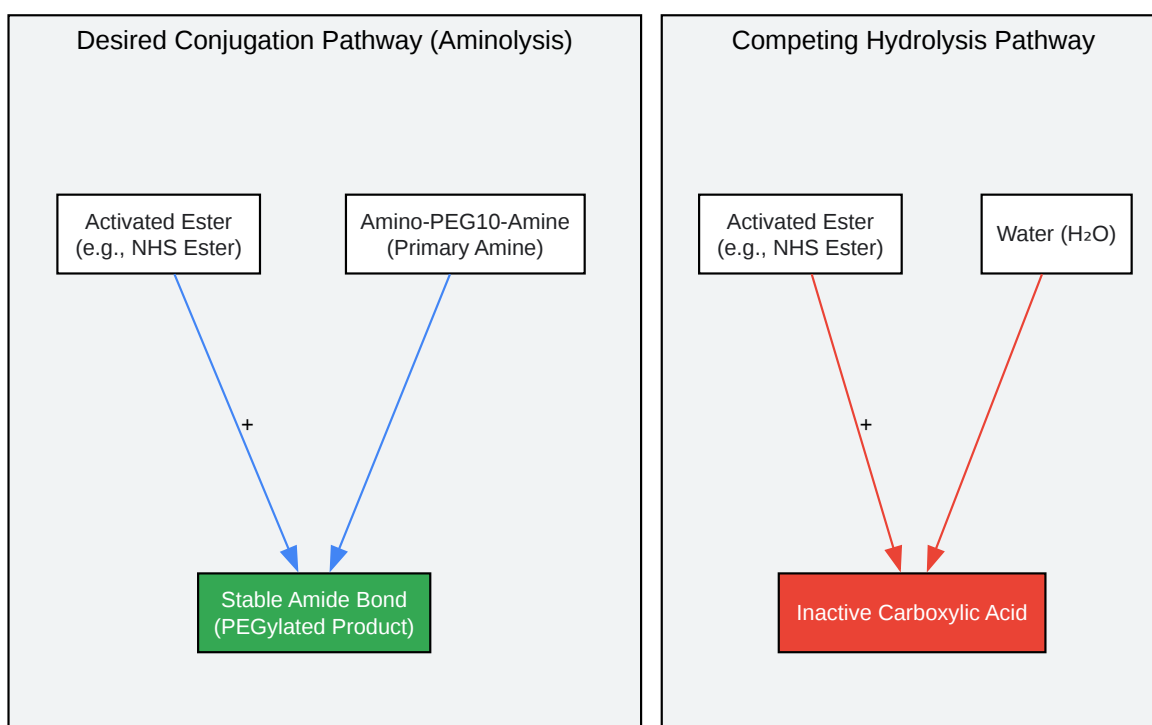 Desired Conjugation Pathway (Aminolysis)
Activated Ester
(e.g., NHS Ester)
Amino-PEG10-Amine
(Primary Amine)
+
Stable Amide Bond
(PEGylated Product)
Competing Hydrolysis Pathway
Activated Ester
(e.g., NHS Ester)
Water (H₂O)
+
Inactive Carboxylic Acid